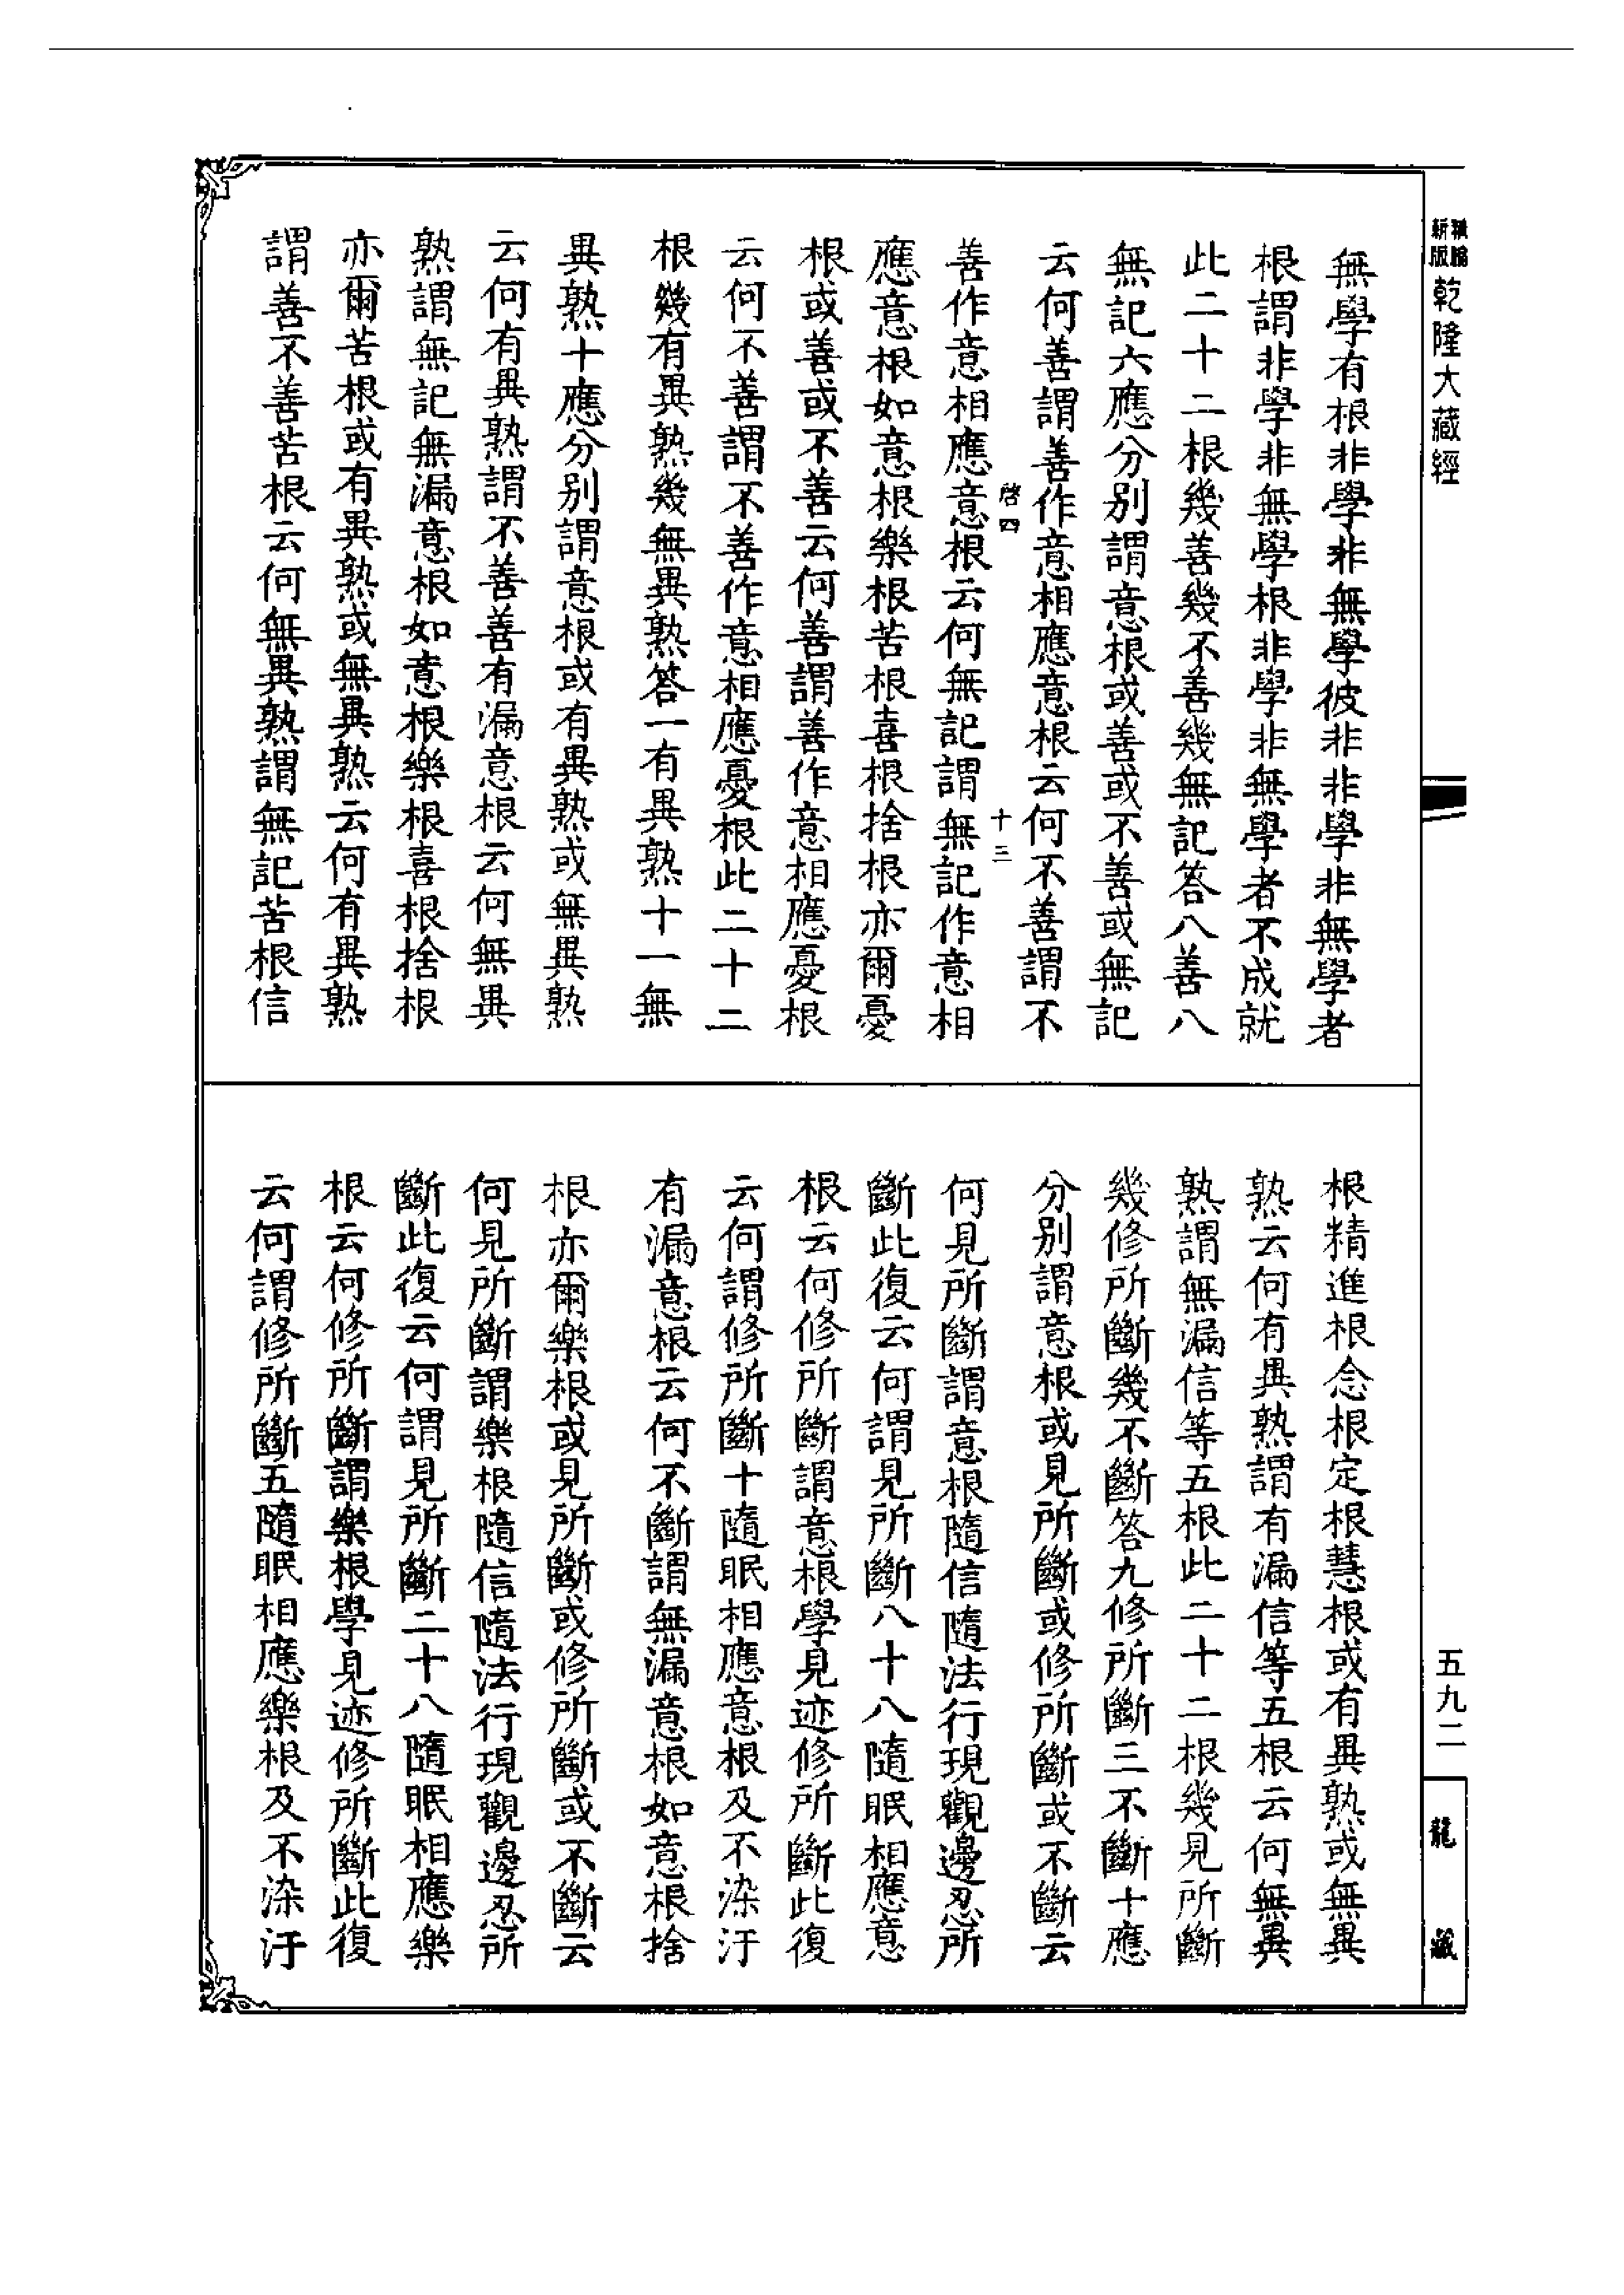 新版
乾隆大藏經
無學有根非學非無學彼非非學非無學者
根謂非學非無學根非學非無學者不成就
此二十二根幾善幾不善幾無記答八善八
無記六應分別謂意根或善或不善或無記
云何善謂善作意相應意根云何不善謂不
啓四
十三
善作意相應意根云何無記謂無記作意相
應意根如意根樂根苦根喜根捨根亦爾憂
根或善或不善云何善謂善作意相應憂根
云何不善謂不善作意相應憂根此二十二
根幾有異熟幾無異熟答一有異熟十一無
異熟十應分別謂意根或有異熟或無異熟
云何有異熟謂不善善有漏意根云何無異
熟謂無記無漏意根如意根樂根喜根捨根
亦爾苦根或有異熟或無異熟云何有異熟
謂善不善苦根云何無異熟謂無記苦根信
根精進根念根定根慧根或有異熟或無異
熟云何有異熟謂有漏信等五根云何無異
熟謂無漏信等五根此二十二根幾見所斷
幾修所斷幾不斷答九修所斷三不斷十應
分別謂意根或見所斷或修所斷或不斷云
何見所斷謂意根隨信隨法行現觀邊忍所
斷此復云何謂見所斷八十八隨眠相應意
根云何修所斷謂意根學見迹修所斷此復
云何謂修所斷十隨眠相應意根及不染汙
有漏意根云何不斷謂無漏意根如意根捨
根亦爾樂根或見所斷或修所斷或不斷云
何見所斷謂樂根隨信隨法行現觀邊忍所
斷此復云何謂見所斷二十八隨眠相應樂
根云何修所斷謂樂根學見迹修所斷此復
云何謂修所斷五隨眠相應樂根及不染汙
五九二
龍藏